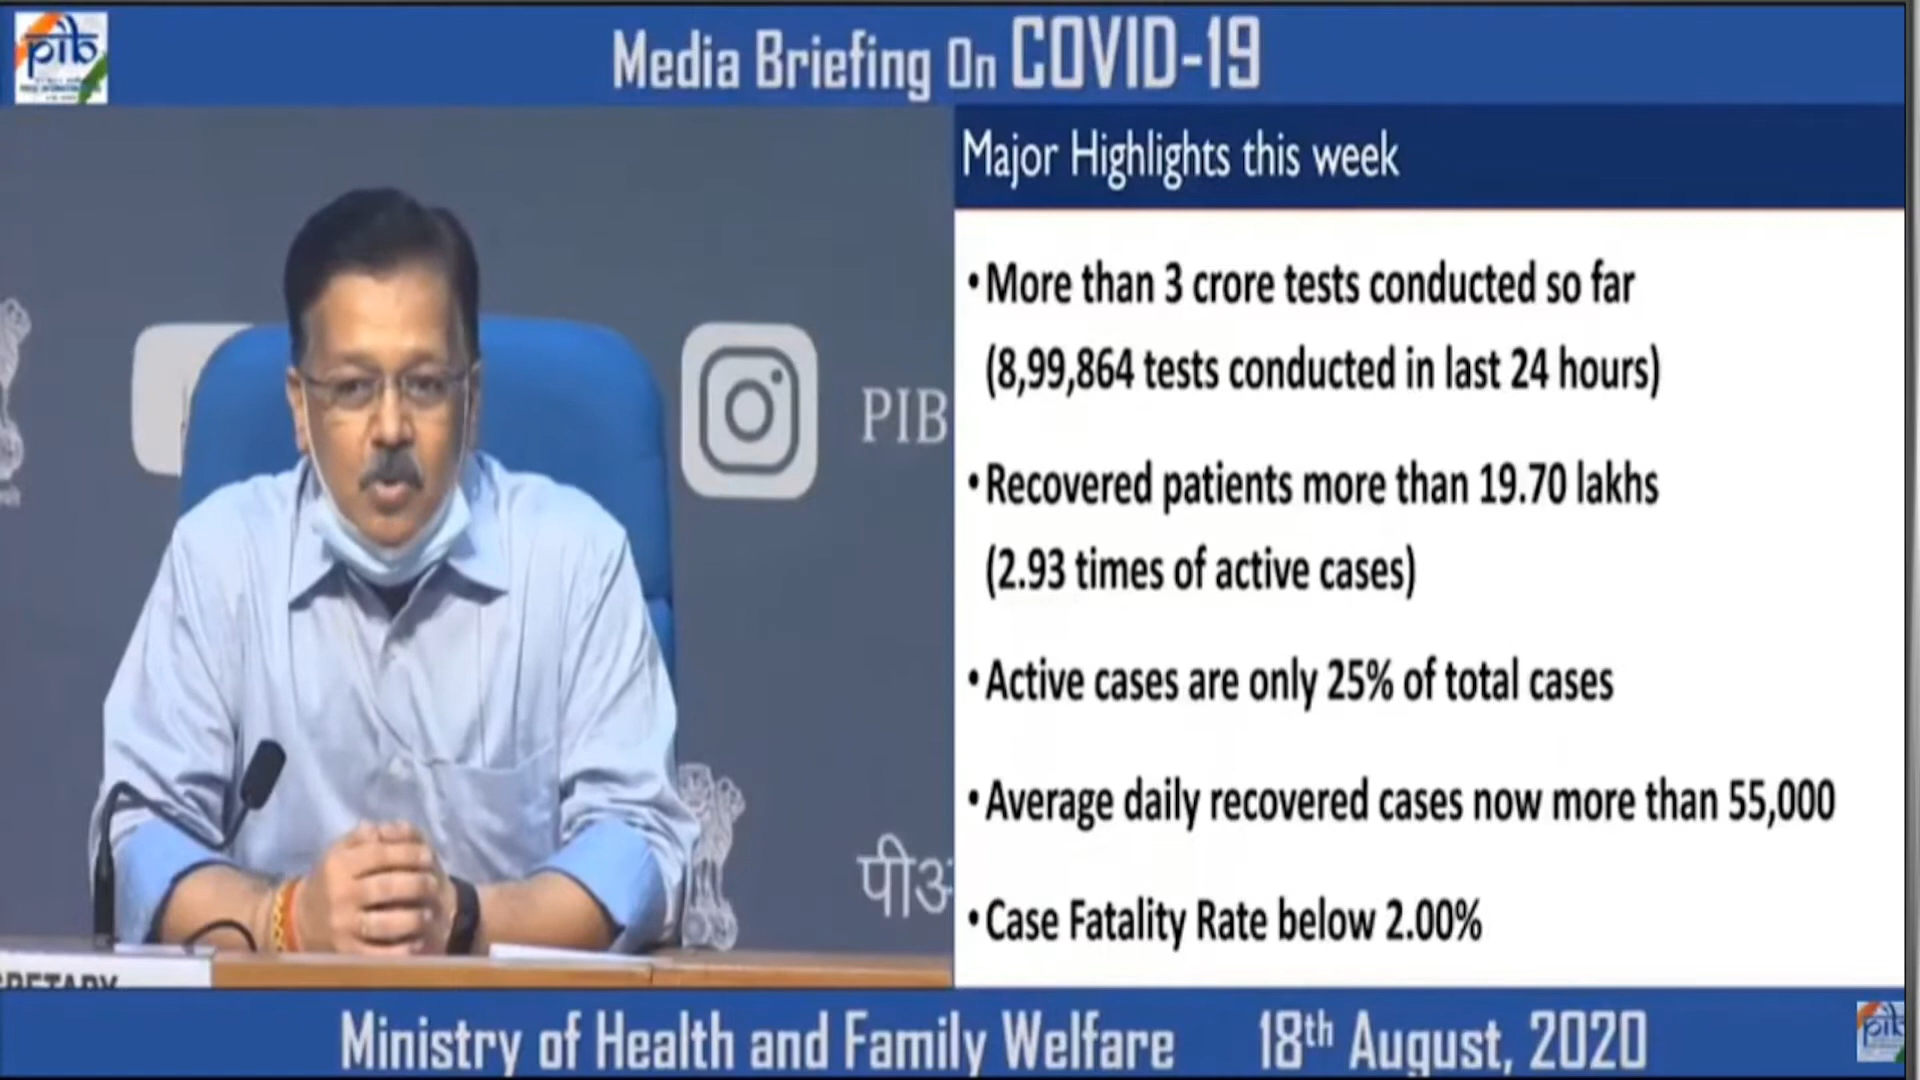 pib
Media Briefing On COVID-19
Major Highlights this week
•More than 3 crore tests conducted so far
(8,99,864 tests conducted in last 24 hours)
•Recovered patients more than 19.70 lakhs
(2.93 times of active cases)
•Active cases are only 25% of total cases
•Average daily recovered cases now more than 55,000
•Case Fatality Rate below 2.00%
PIB
पीअ
CRETARY
Ministry of Health and Family Welfare 18th August, 2020
pib